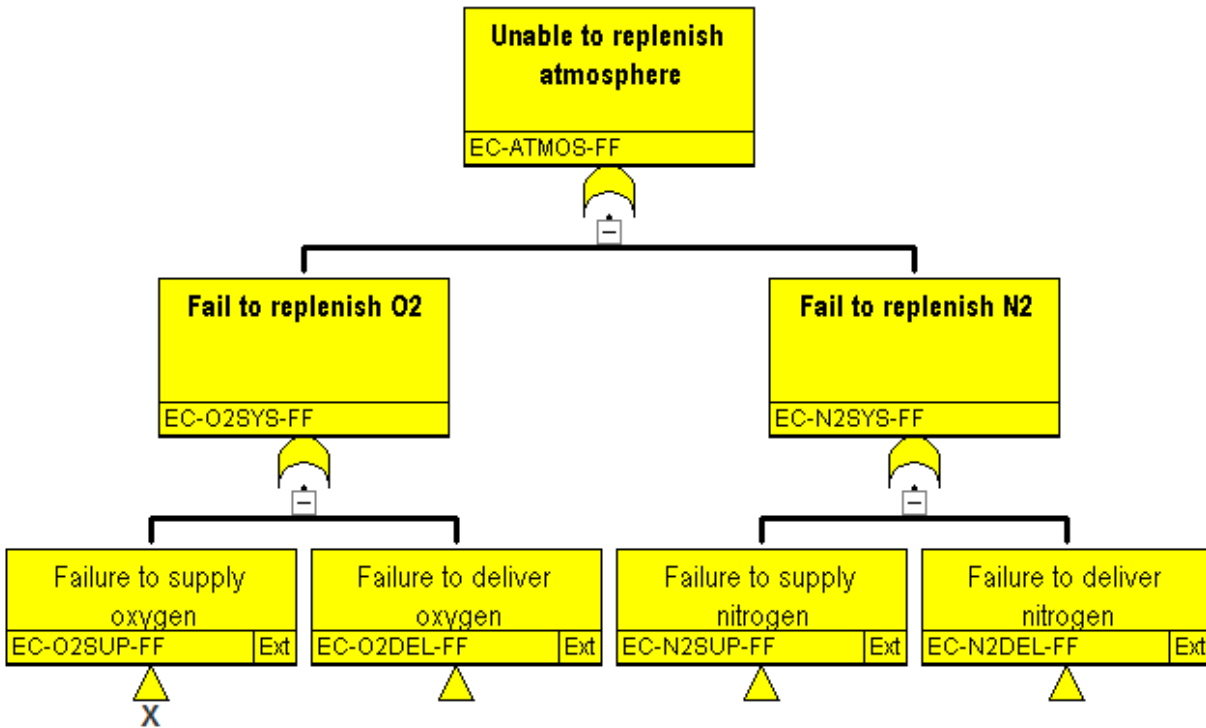 Unable to replenish
atmosphere
EC-ATMOS-FF
Fail to replenish O2
EC-O2SYS-FF
Fail to replenish N2
EC-N2SYS-FF
Failure to supply
oxygen
EC-O2SUP-FF Ext
Failure to deliver
oxygen
EC-O2DEL-FF Ext
Failure to supply
nitrogen
EC-N2SUP-FF Ext
Failure to deliver
nitrogen
EC-N2DEL-FF Ext
X